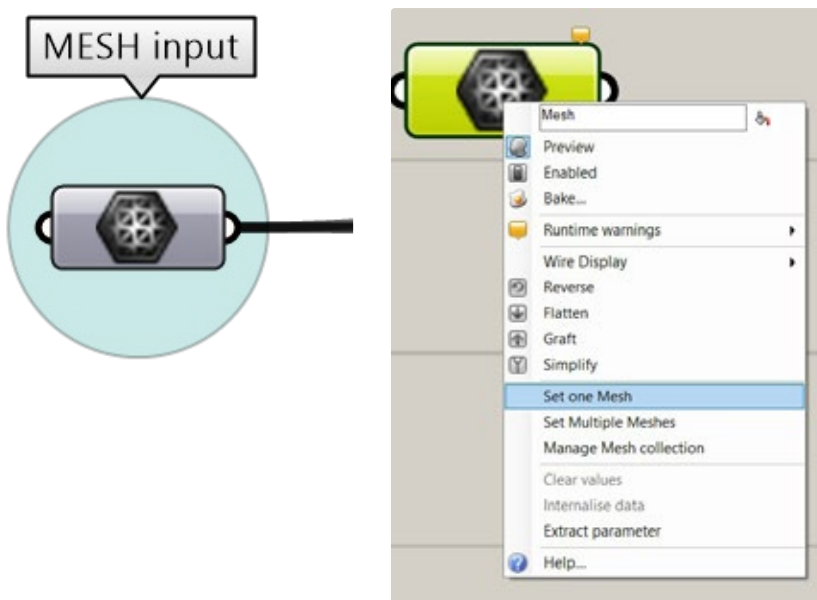 MESH input
Mesh
Preview
Enabled
Bake...
Runtime warnings
Wire Display
Reverse
Flatten
Graft
Simplify
Set one Mesh
Set Multiple Meshes
Manage Mesh collection
Clear values
Internalise data
Extract parameter
Help...